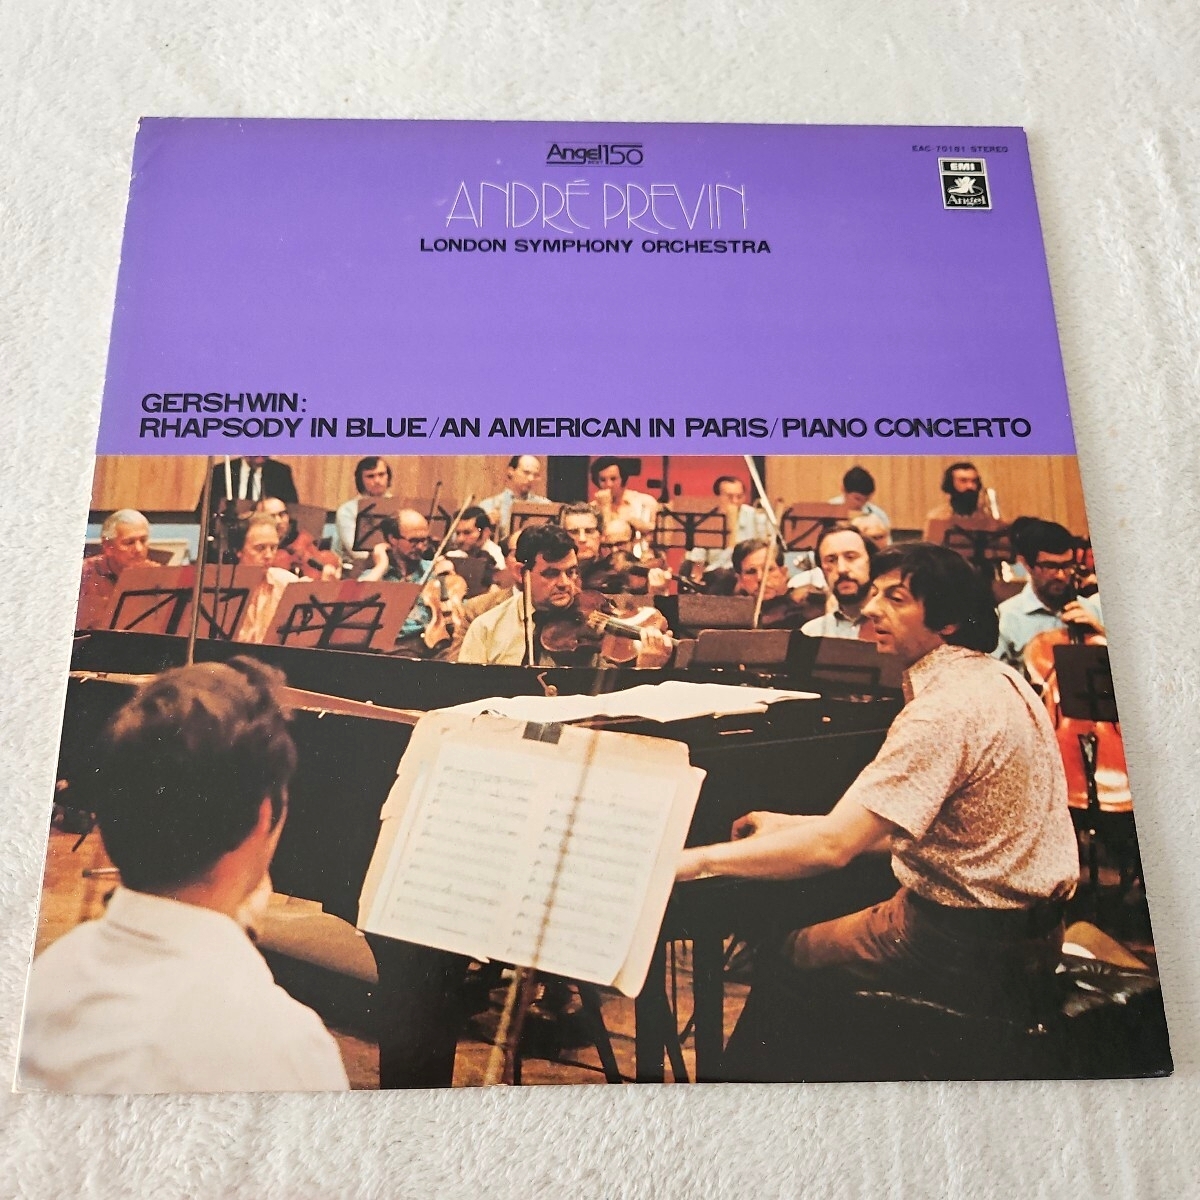 Angel BEST 150
EAC-70181 STEREO
EMI
Angel
ANDRÉ PREVIN
LONDON SYMPHONY ORCHESTRA
GERSHWIN:
RHAPSODY IN BLUE/AN AMERICAN IN PARIS/PIANO CONCERTO